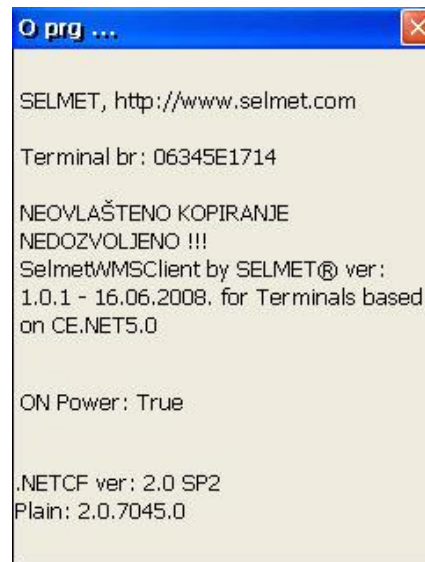 O prg ...
SELMET, http://www.selmet.com
Terminal br: 06345E1714
NEOVLAŠTENO KOPIRANJE
NEDOZVOLJENO !!!
SelmetWMSClient by SELMET® ver:
1.0.1 - 16.06.2008. for Terminals based
on CE.NET5.0
ON Power: True
.NETCF ver: 2.0 SP2
Plain: 2.0.7045.0